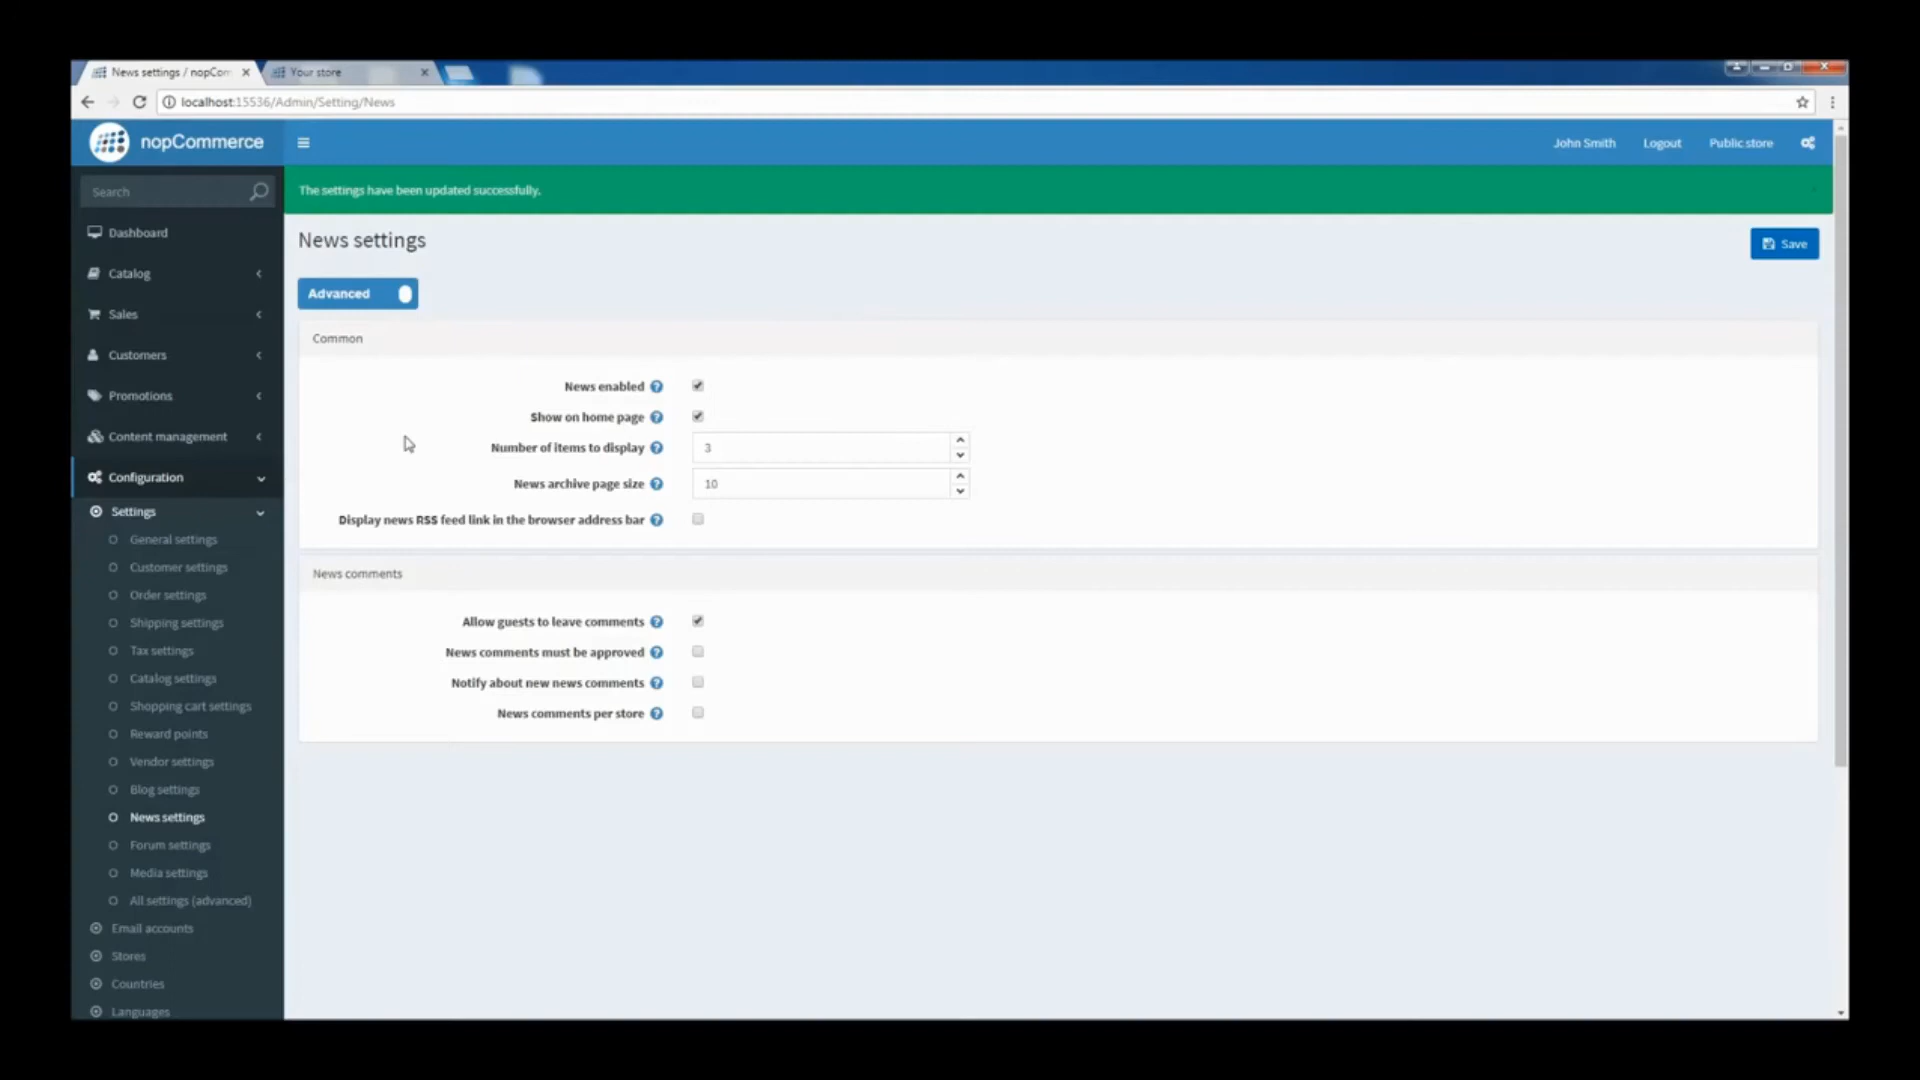 News settings / nopCom
Your store
localhost:15536/Admin/Setting/News
nopCommerce
John Smith
Logout
Public store
Search
The settings have been updated successfully.
Dashboard
Catalog
Sales
Customers
Promotions
Content management
Configuration
Settings
General settings
Customer settings
Order settings
Shipping settings
Tax settings
Catalog settings
Shopping cart settings
Reward points
Vendor settings
Blog settings
News settings
Forum settings
Media settings
All settings (advanced)
Email accounts
Stores
Countries
Languages
News settings
Save
Advanced
Common
News enabled
Show on home page
Number of items to display
3
News archive page size
10
Display news RSS feed link in the browser address bar
News comments
Allow guests to leave comments
News comments must be approved
Notify about new news comments
News comments per store